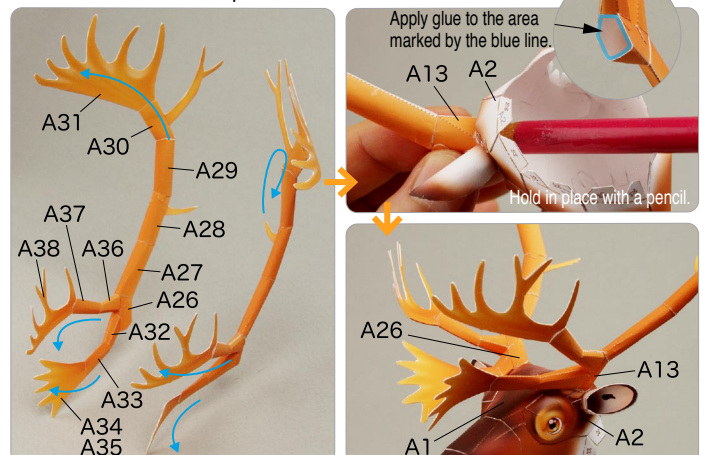 A31
A30
A29
A28
A37
A38
A36
A27
A26
A32
A33
A34
A35
Apply glue to the area
marked by the blue line.
A13
A2
Hold in place with a pencil.
A26
A13
A1
A2